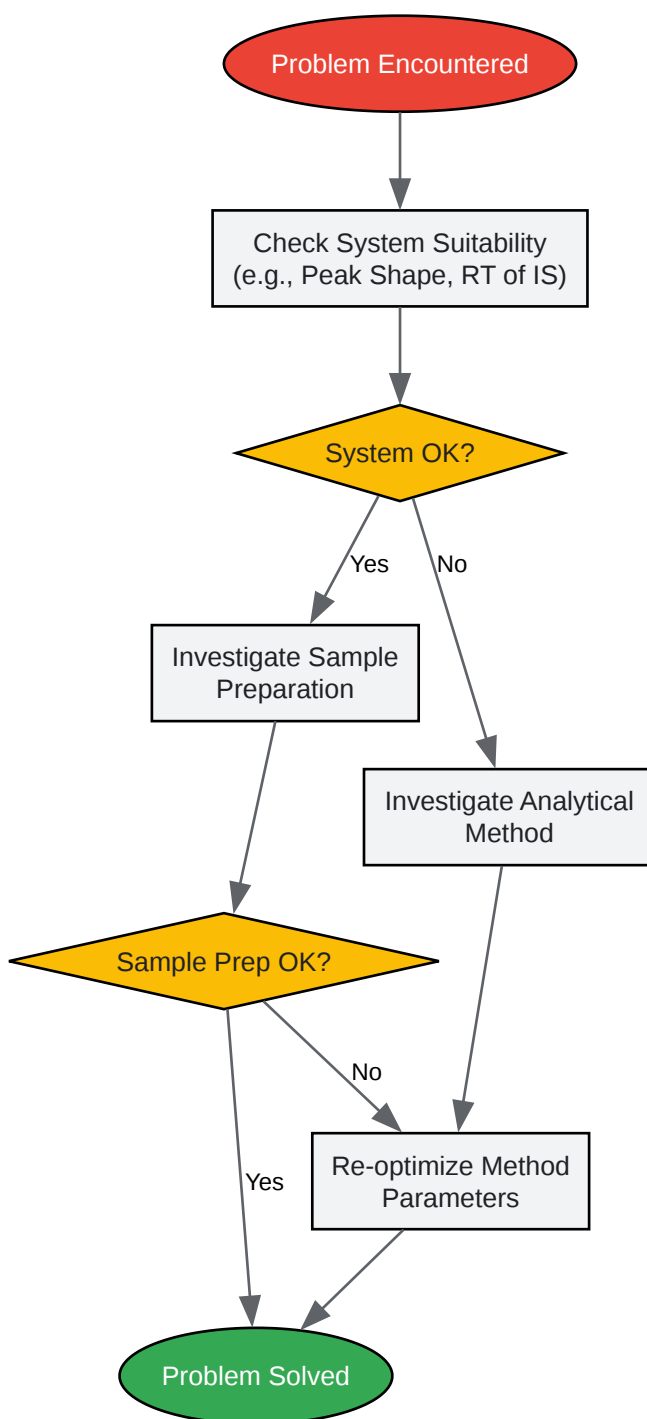 Problem Encountered
Check System Suitability
(e.g., Peak Shape, RT of IS)
System OK?
Yes
No
Investigate Sample
Preparation
Investigate Analytical
Method
Sample Prep OK?
No
Yes
Re-optimize Method
Parameters
Problem Solved